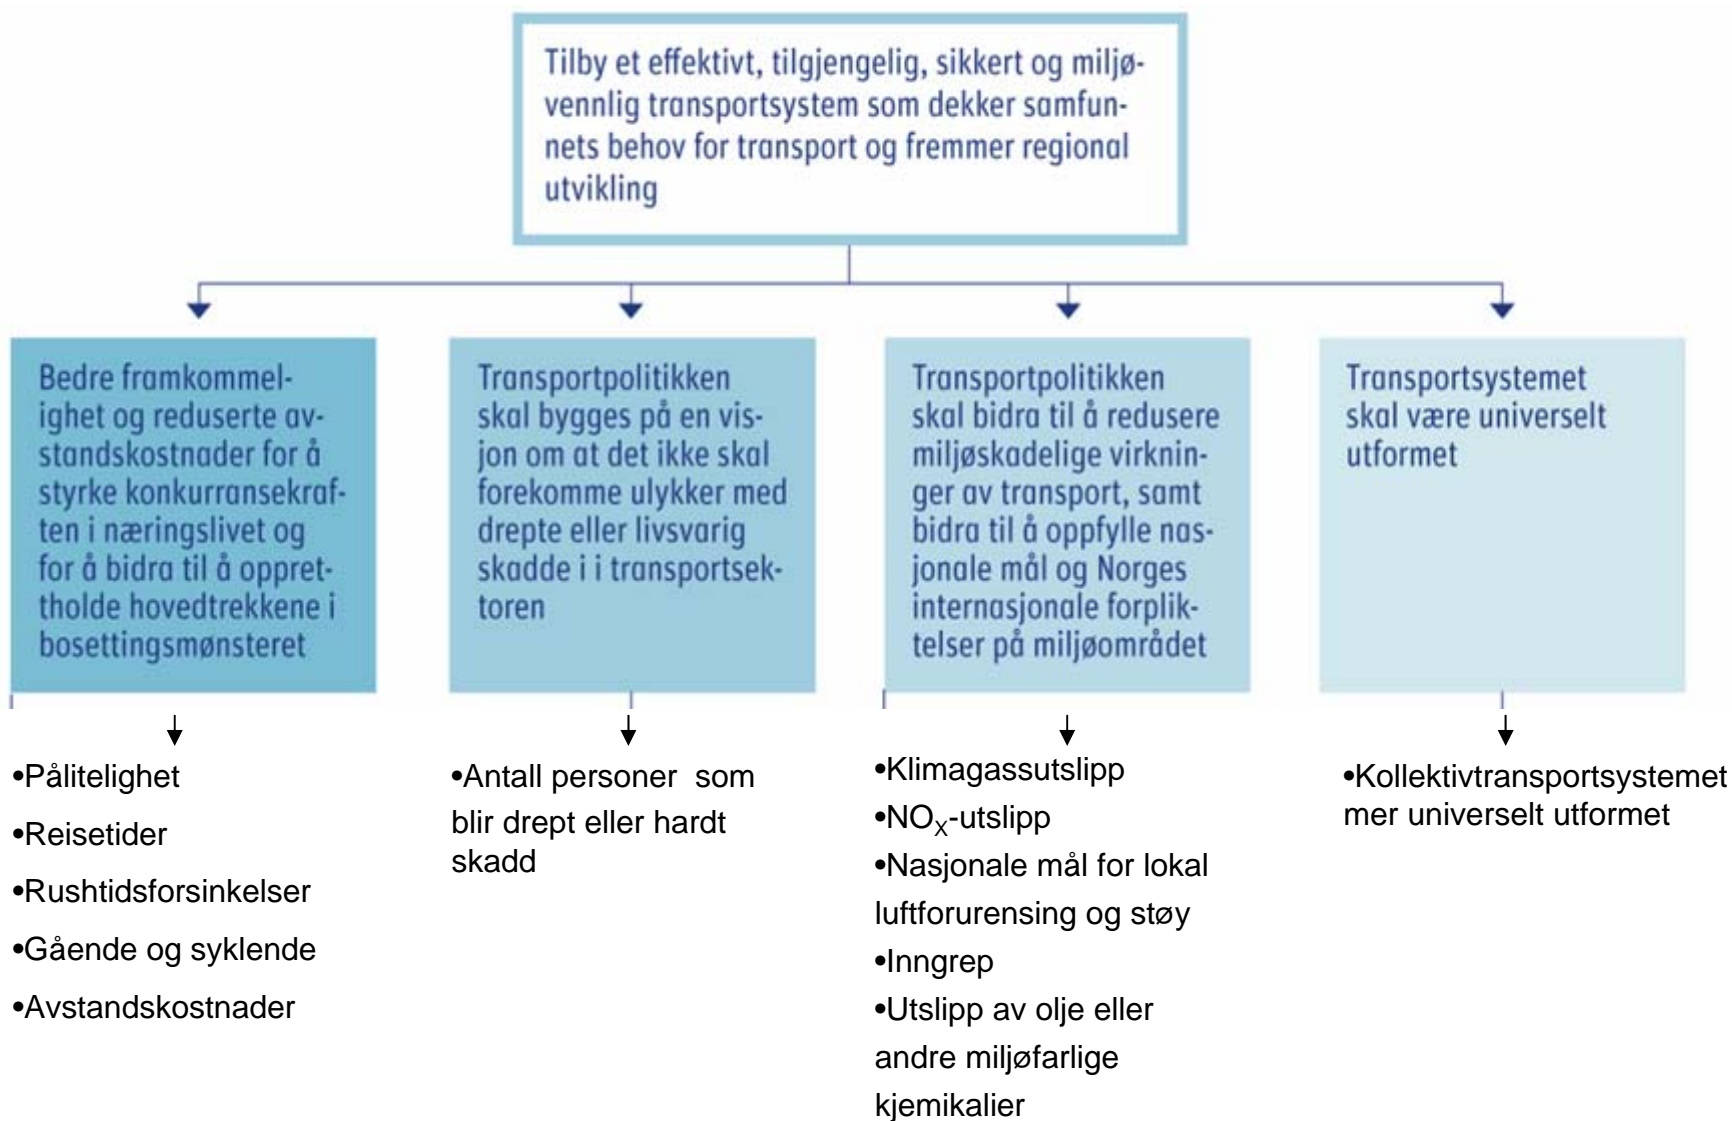 Tilby et effektivt, tilgjengelig, sikkert og miljø-
vennlig transportsystem som dekker samfun-
nets behov for transport og fremmer regional
utvikling
Bedre framkommel-
ighet og reduserte av-
standskostnader for å
styrke konkurransekraf-
ten i næringslivet og
for å bidra til å oppret-
tholde hovedtrekkene i
bosettingsmønsteret
Transportpolitikken
skal bygges på en vis-
jon om at det ikke skal
forekomme ulykker med
drepte eller livsvarig
skadde i i transportsek-
toren
Transportpolitikken
skal bidra til å redusere
miljøskadelige virknin-
ger av transport, samt
bidra til å oppfylle nas-
jonale mål og Norges
internasjonale forplik-
telser på miljøområdet
Transportsystemet
skal være universelt
utformet
•Pålitelighet
•Reisetider
•Rushtidsforsinkelser
•Gående og syklende
•Avstandskostnader
•Antall personer som
blir drept eller hardt
skadd
•Klimagassutslipp
•NOX-utslipp
•Nasjonale mål for lokal
luftforurensing og støy
•Inngrep
•Utslipp av olje eller
andre miljøfarlige
kjemikalier
•Kollektivtransportsystemet
mer universelt utformet